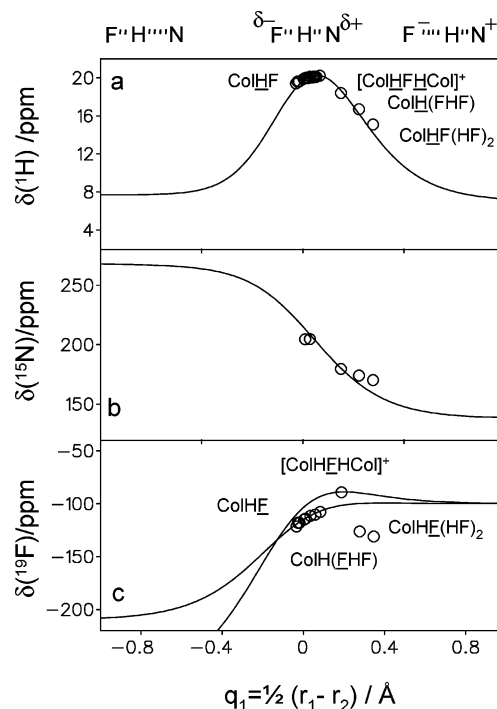 F H N δ− F H N δ+ F− H N+
a
ColHF [ColHFHCol]+
ColH(FHF)
ColHF(HF)2
δ(1H) /ppm
20
16
12
8
4
b
δ(15N)/ppm
250
200
150
c
[ColHFHCol]+
ColHF
ColHF(HF)2
ColH(FHF)
δ(19F)/ppm
−50
−100
−150
−200
−0.8 −0.4 0 0.4 0.8
q1=½ (r1- r2) / Å